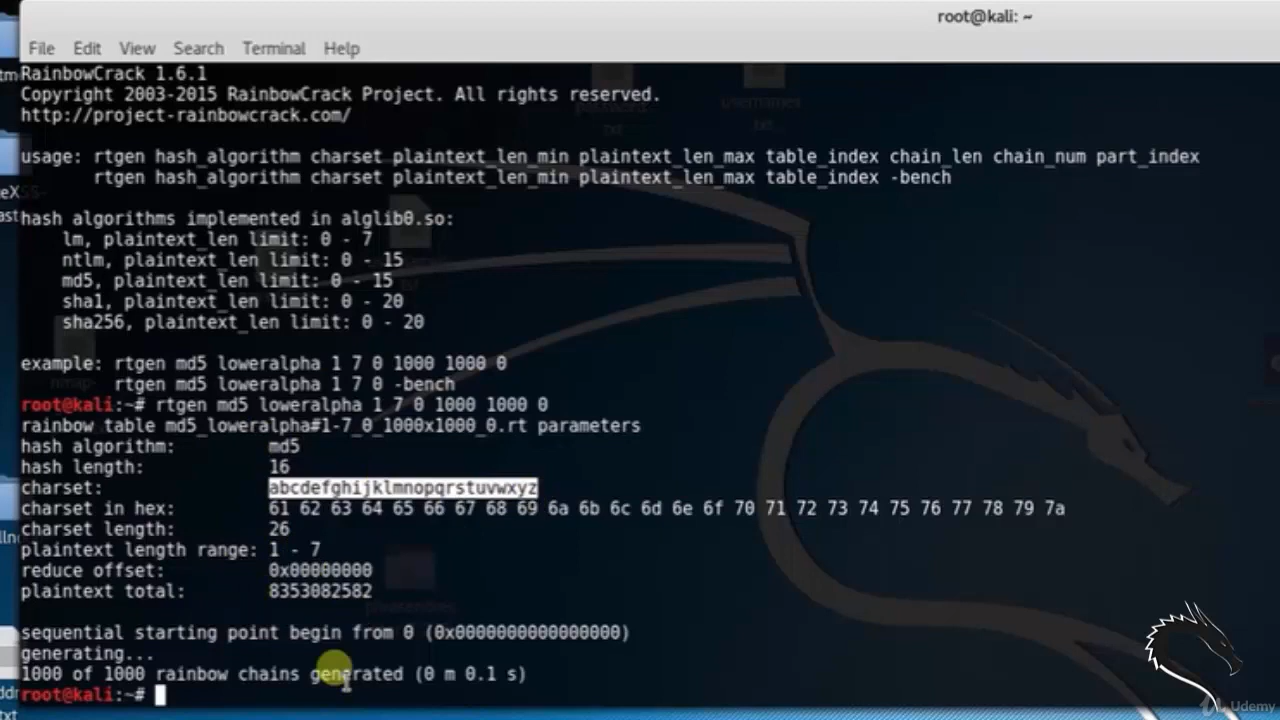 root@kali: ~
File Edit View Search Terminal Help
RainbowCrack 1.6.1
Copyright 2003-2015 RainbowCrack Project. All rights reserved.
http://project-rainbowcrack.com/
usage: rtgen hash_algorithm charset plaintext_len_min plaintext_len_max table_index chain_len chain_num part_index
rtgen hash_algorithm charset plaintext_len_min plaintext_len_max table_index -bench
hash algorithms implemented in alglib0.so:
lm, plaintext_len limit: 0 - 7
ntlm, plaintext_len limit: 0 - 15
md5, plaintext_len limit: 0 - 15
sha1, plaintext_len limit: 0 - 20
sha256, plaintext_len limit: 0 - 20
example: rtgen md5 loweralpha 1 7 0 1000 1000 0
rtgen md5 loweralpha 1 7 0 -bench
root@kali:~# rtgen md5 loweralpha 1 7 0 1000 1000 0
rainbow table md5_loweralpha#1-7_0_1000x1000_0.rt parameters
hash algorithm: md5
hash length: 16
charset: abcdefghijklmnopqrstuvwxyz
charset in hex: 61 62 63 64 65 66 67 68 69 6a 6b 6c 6d 6e 6f 70 71 72 73 74 75 76 77 78 79 7a
charset length: 26
plaintext length range: 1 - 7
reduce offset: 0x00000000
plaintext total: 8353082582
sequential starting point begin from 0 (0x0000000000000000)
generating...
1000 of 1000 rainbow chains generated (0 m 0.1 s)
root@kali:~#
Udemy